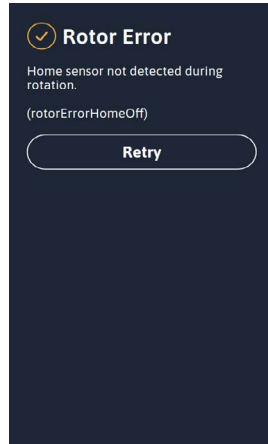 Rotor Error
Home sensor not detected during
rotation.
(rotorErrorHomeOff)
Retry